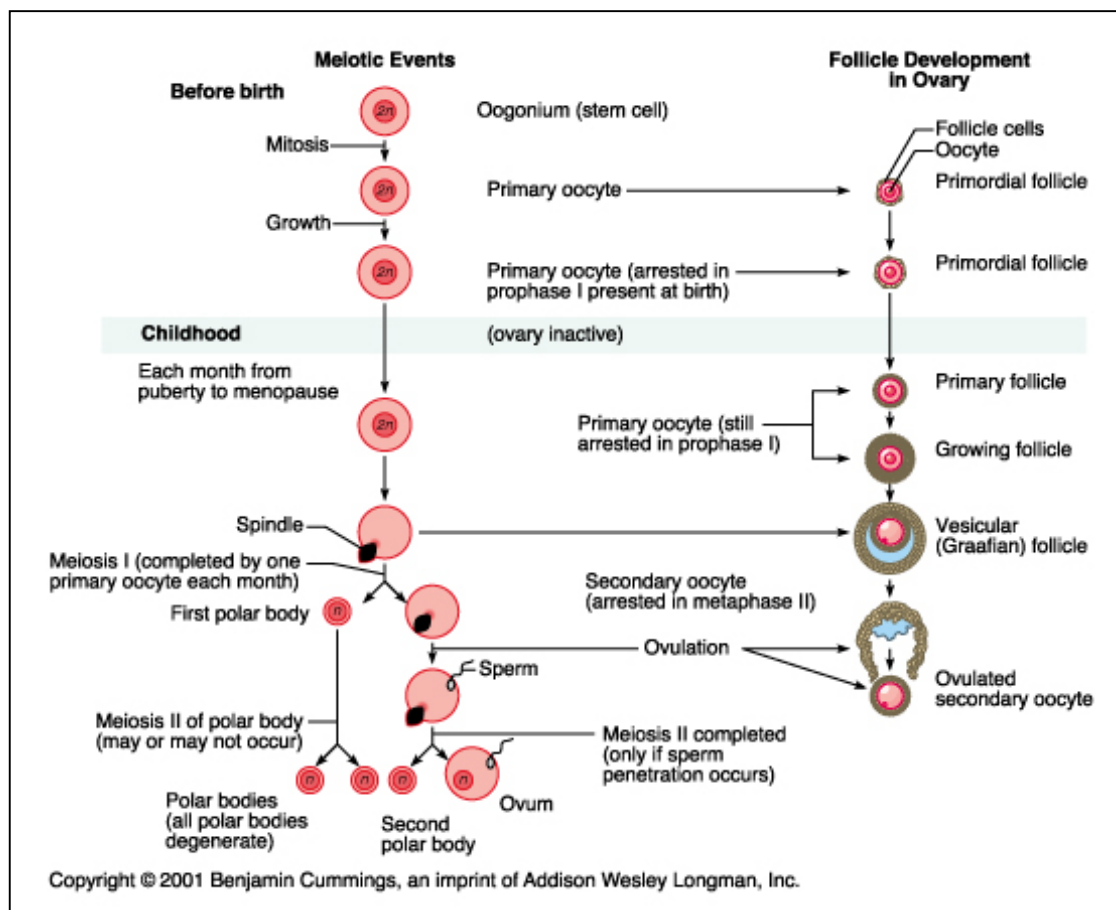 Meiotic Events
Follicle Development
in Ovary
Before birth
2n
Oogonium (stem cell)
Follicle cells
Oocyte
Mitosis
2n
Primary oocyte
Primordial follicle
Growth
2n
Primary oocyte (arrested in
prophase I present at birth)
Primordial follicle
Childhood
(ovary inactive)
Each month from
puberty to menopause
Primary follicle
2n
Primary oocyte (still
arrested in prophase I)
Growing follicle
Spindle
Vesicular
(Graafian) follicle
Meiosis I (completed by one
primary oocyte each month)
Secondary oocyte
(arrested in metaphase II)
First polar body
n
Ovulation
Sperm
Ovulated
secondary oocyte
Meiosis II of polar body
(may or may not occur)
Meiosis II completed
(only if sperm
penetration occurs)
n
n
n
n
Polar bodies
(all polar bodies
degenerate)
Ovum
Second
polar body
Copyright © 2001 Benjamin Cummings, an imprint of Addison Wesley Longman, Inc.